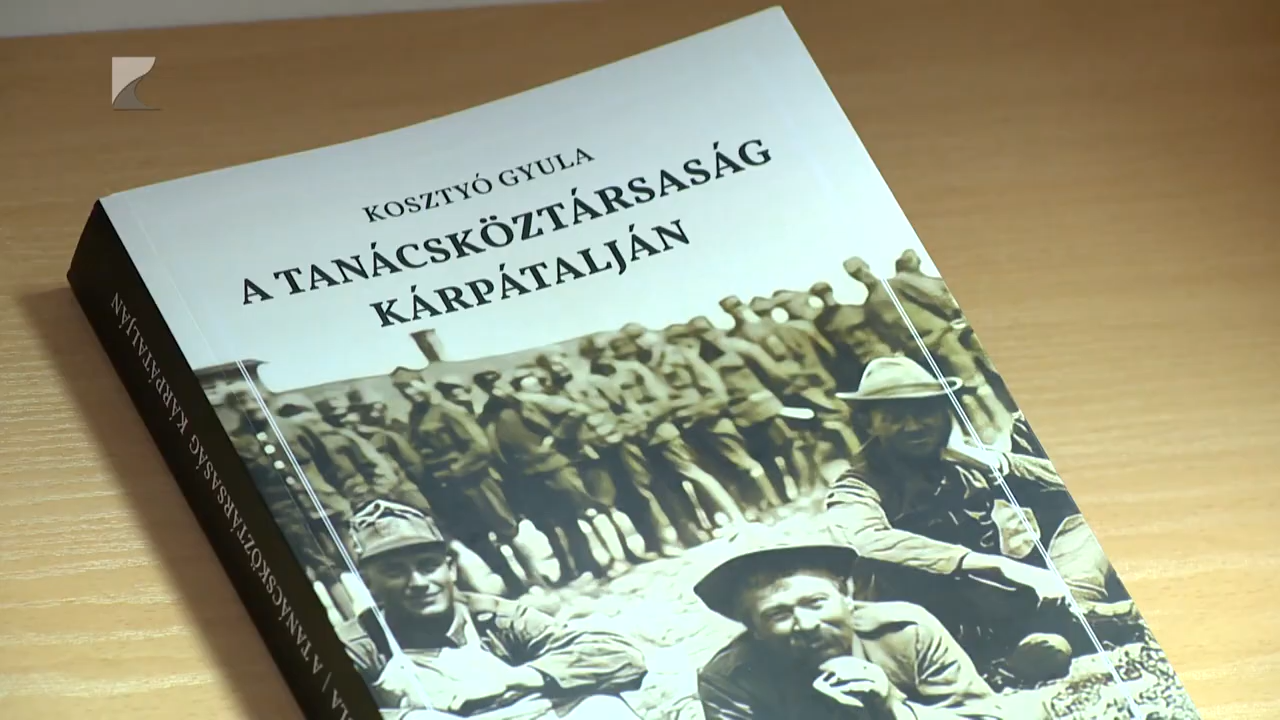 KOSZTYÓ GYULA
A TANÁCSKÖZTÁRSASÁG
KÁRPÁTALJÁN
A TANÁCSKÖZTÁRSASÁG KÁRPÁTALJÁN